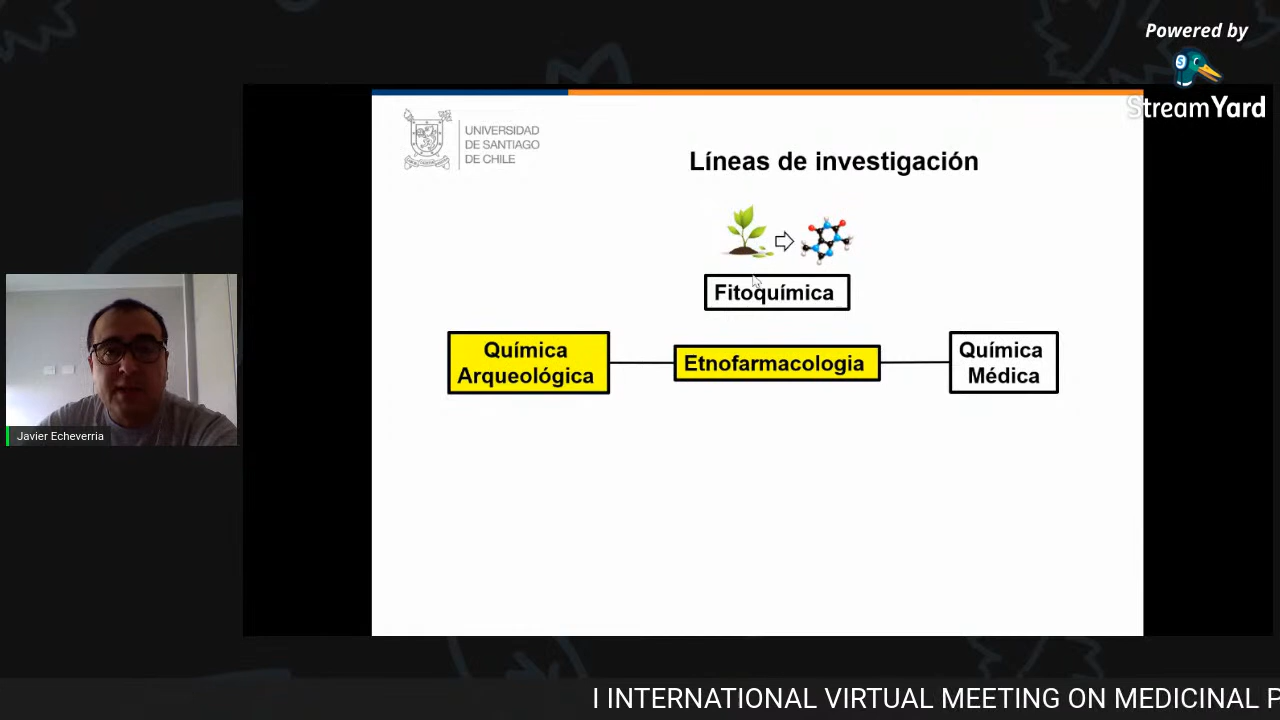 Powered by
StreamYard
UNIVERSIDAD
DE SANTIAGO
DE CHILE
Líneas de investigación
Fitoquímica
Química
Arqueológica
Etnofarmacologia
Química
Médica
Javier Echeverria
I INTERNATIONAL VIRTUAL MEETING ON MEDICINAL P